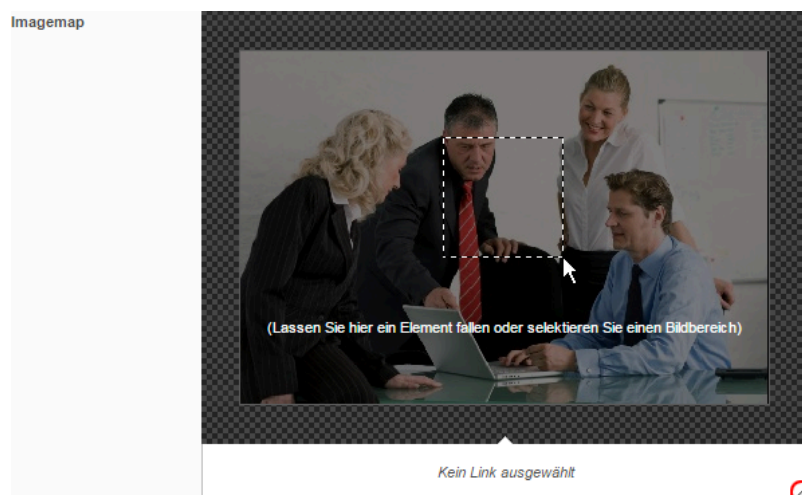 Imagemap
(Lassen Sie hier ein Element fallen oder selektieren Sie einen Bildbereich)
Kein Link ausgewählt